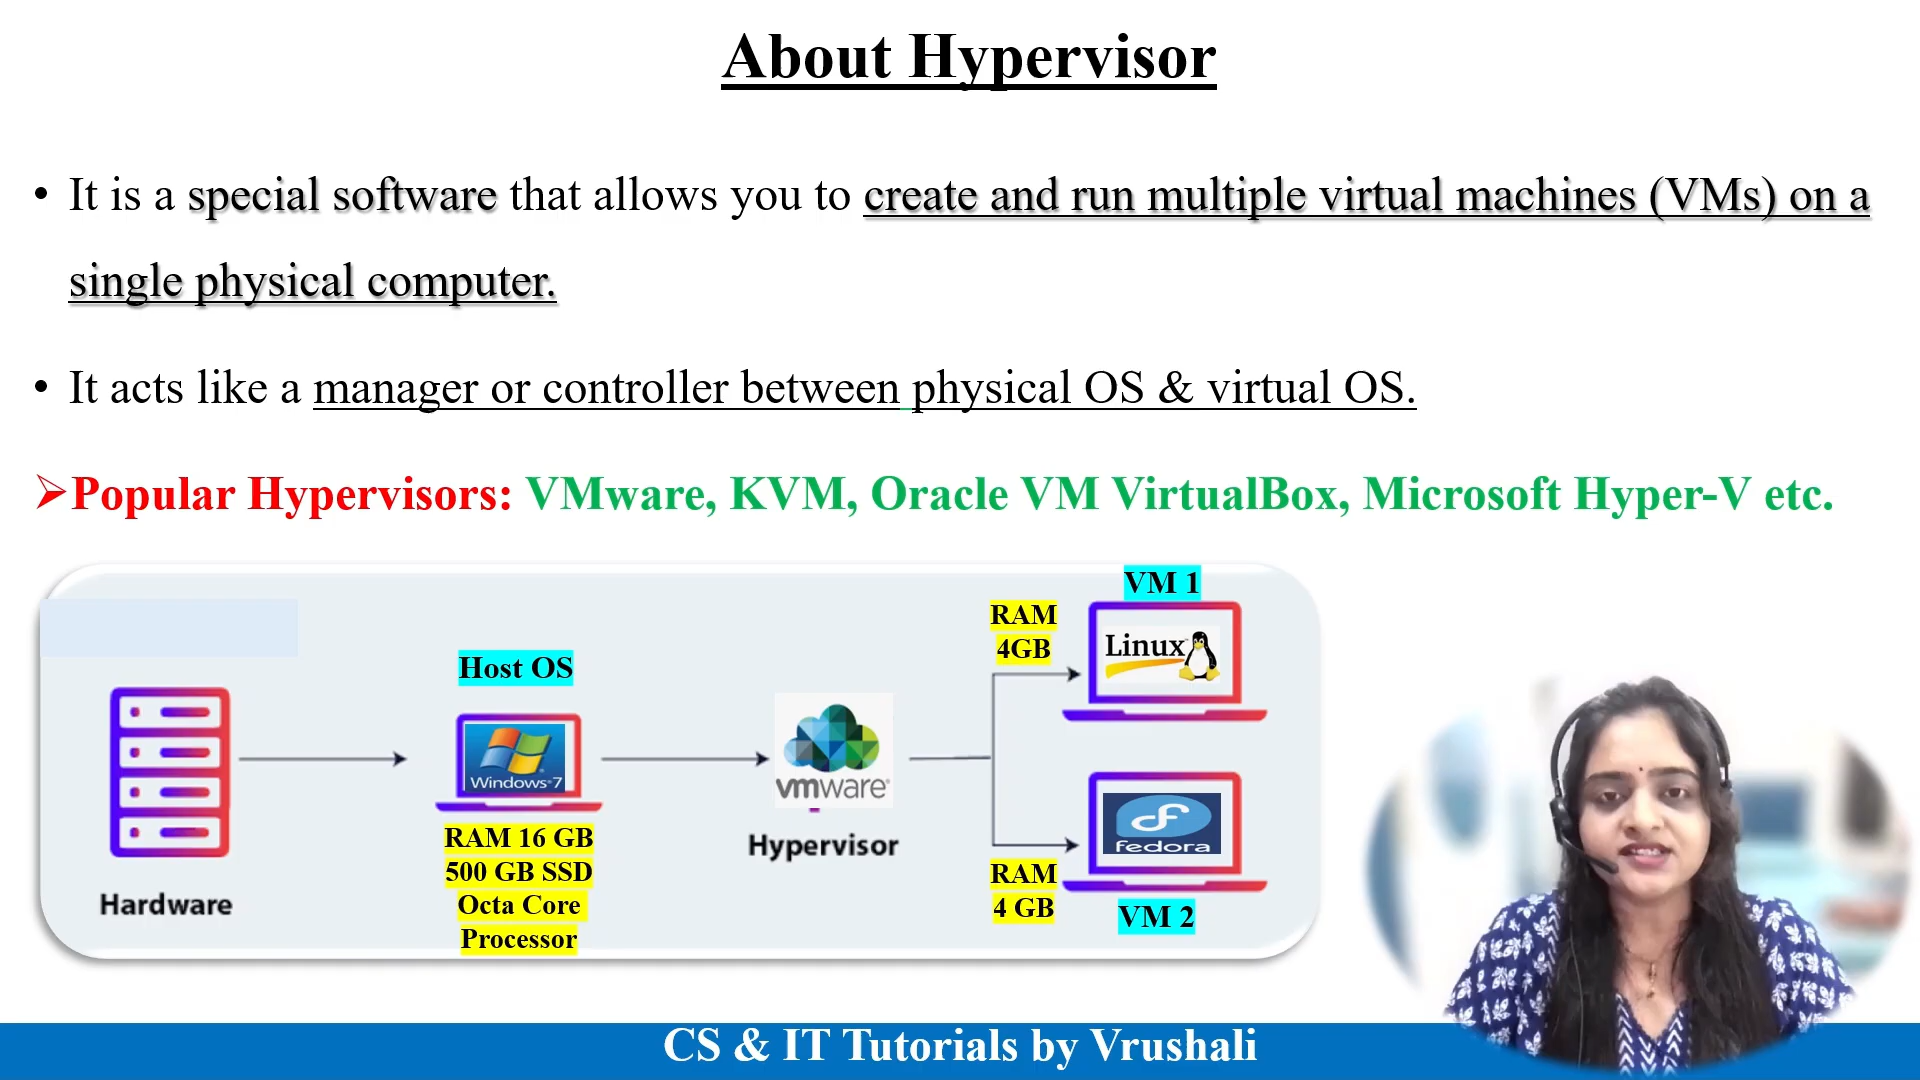 About Hypervisor
• It is a special software that allows you to create and run multiple virtual machines (VMs) on a
single physical computer.
• It acts like a manager or controller between physical OS & virtual OS.
➢Popular Hypervisors: VMware, KVM, Oracle VM VirtualBox, Microsoft Hyper-V etc.
VM 1
RAM
4GB
Linux
Host OS
Windows 7
vmware
Hypervisor
fedora
RAM 16 GB
500 GB SSD
Octa Core
Processor
Hardware
RAM
4 GB
VM 2
CS & IT Tutorials by Vrushali